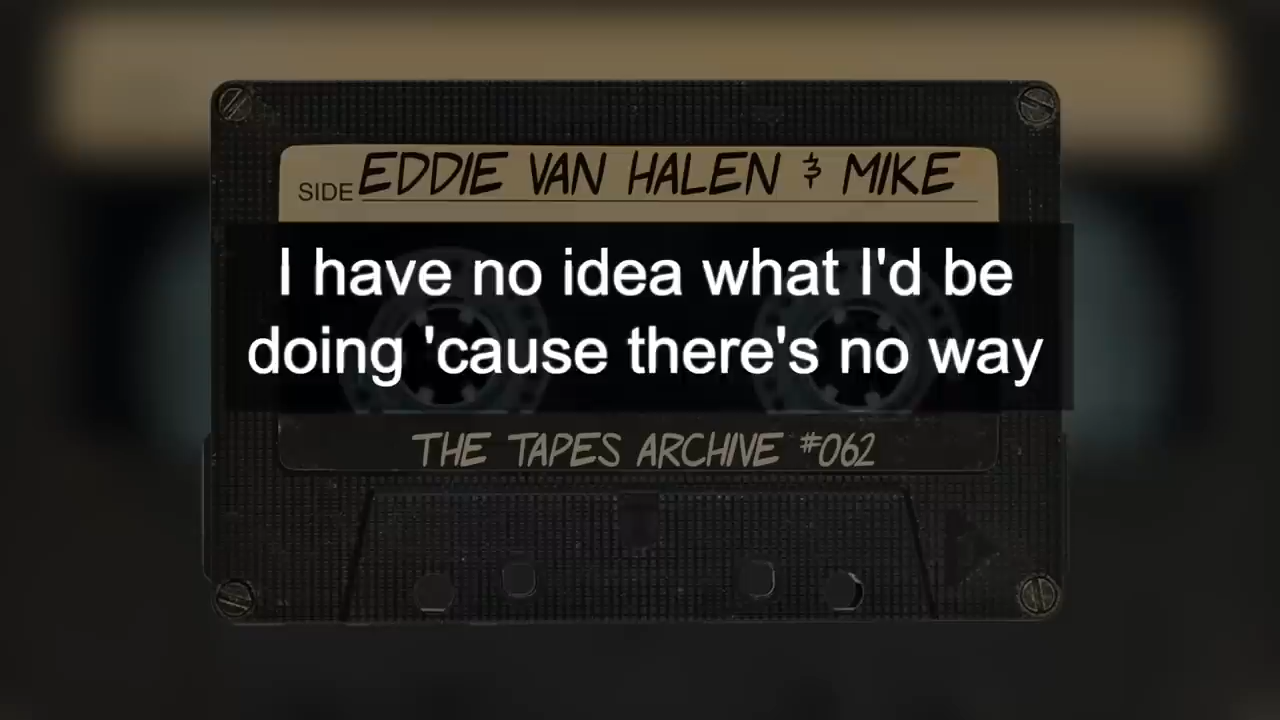 SIDE EDDIE VAN HALEN & MIKE
I have no idea what I'd be
doing 'cause there's no way
THE TAPES ARCHIVE #062